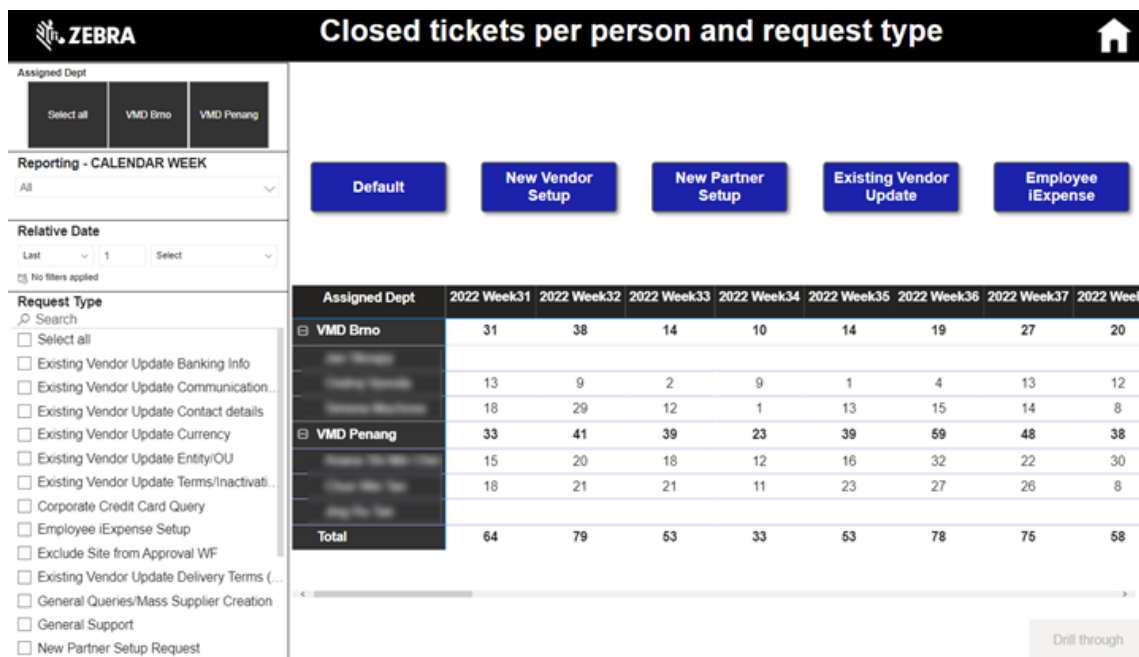 ZEBRA
Closed tickets per person and request type
Assigned Dept
Select all VMD Brno VMD Penang
Reporting - CALENDAR WEEK
All
Relative Date
Last 1 Select
No filters applied
Request Type
Search
Select all
Existing Vendor Update Banking Info
Existing Vendor Update Communication...
Existing Vendor Update Contact details
Existing Vendor Update Currency
Existing Vendor Update Entity/OU
Existing Vendor Update Terms/Inactivati...
Corporate Credit Card Query
Employee iExpense Setup
Exclude Site from Approval WF
Existing Vendor Update Delivery Terms (...
General Queries/Mass Supplier Creation
General Support
New Partner Setup Request
Default
New Vendor
Setup
New Partner
Setup
Existing Vendor
Update
Employee
iExpense
Assigned Dept 2022 Week31 2022 Week32 2022 Week33 2022 Week34 2022 Week35 2022 Week36 2022 Week37 2022 Wee
VMD Brno 31 38 14 10 14 19 27 20
13 9 2 9 1 4 13 12
18 29 12 1 13 15 14 8
VMD Penang 33 41 39 23 39 59 48 38
15 20 18 12 16 32 22 30
18 21 21 11 23 27 26 8
Total 64 79 53 33 53 78 75 58
Drill through